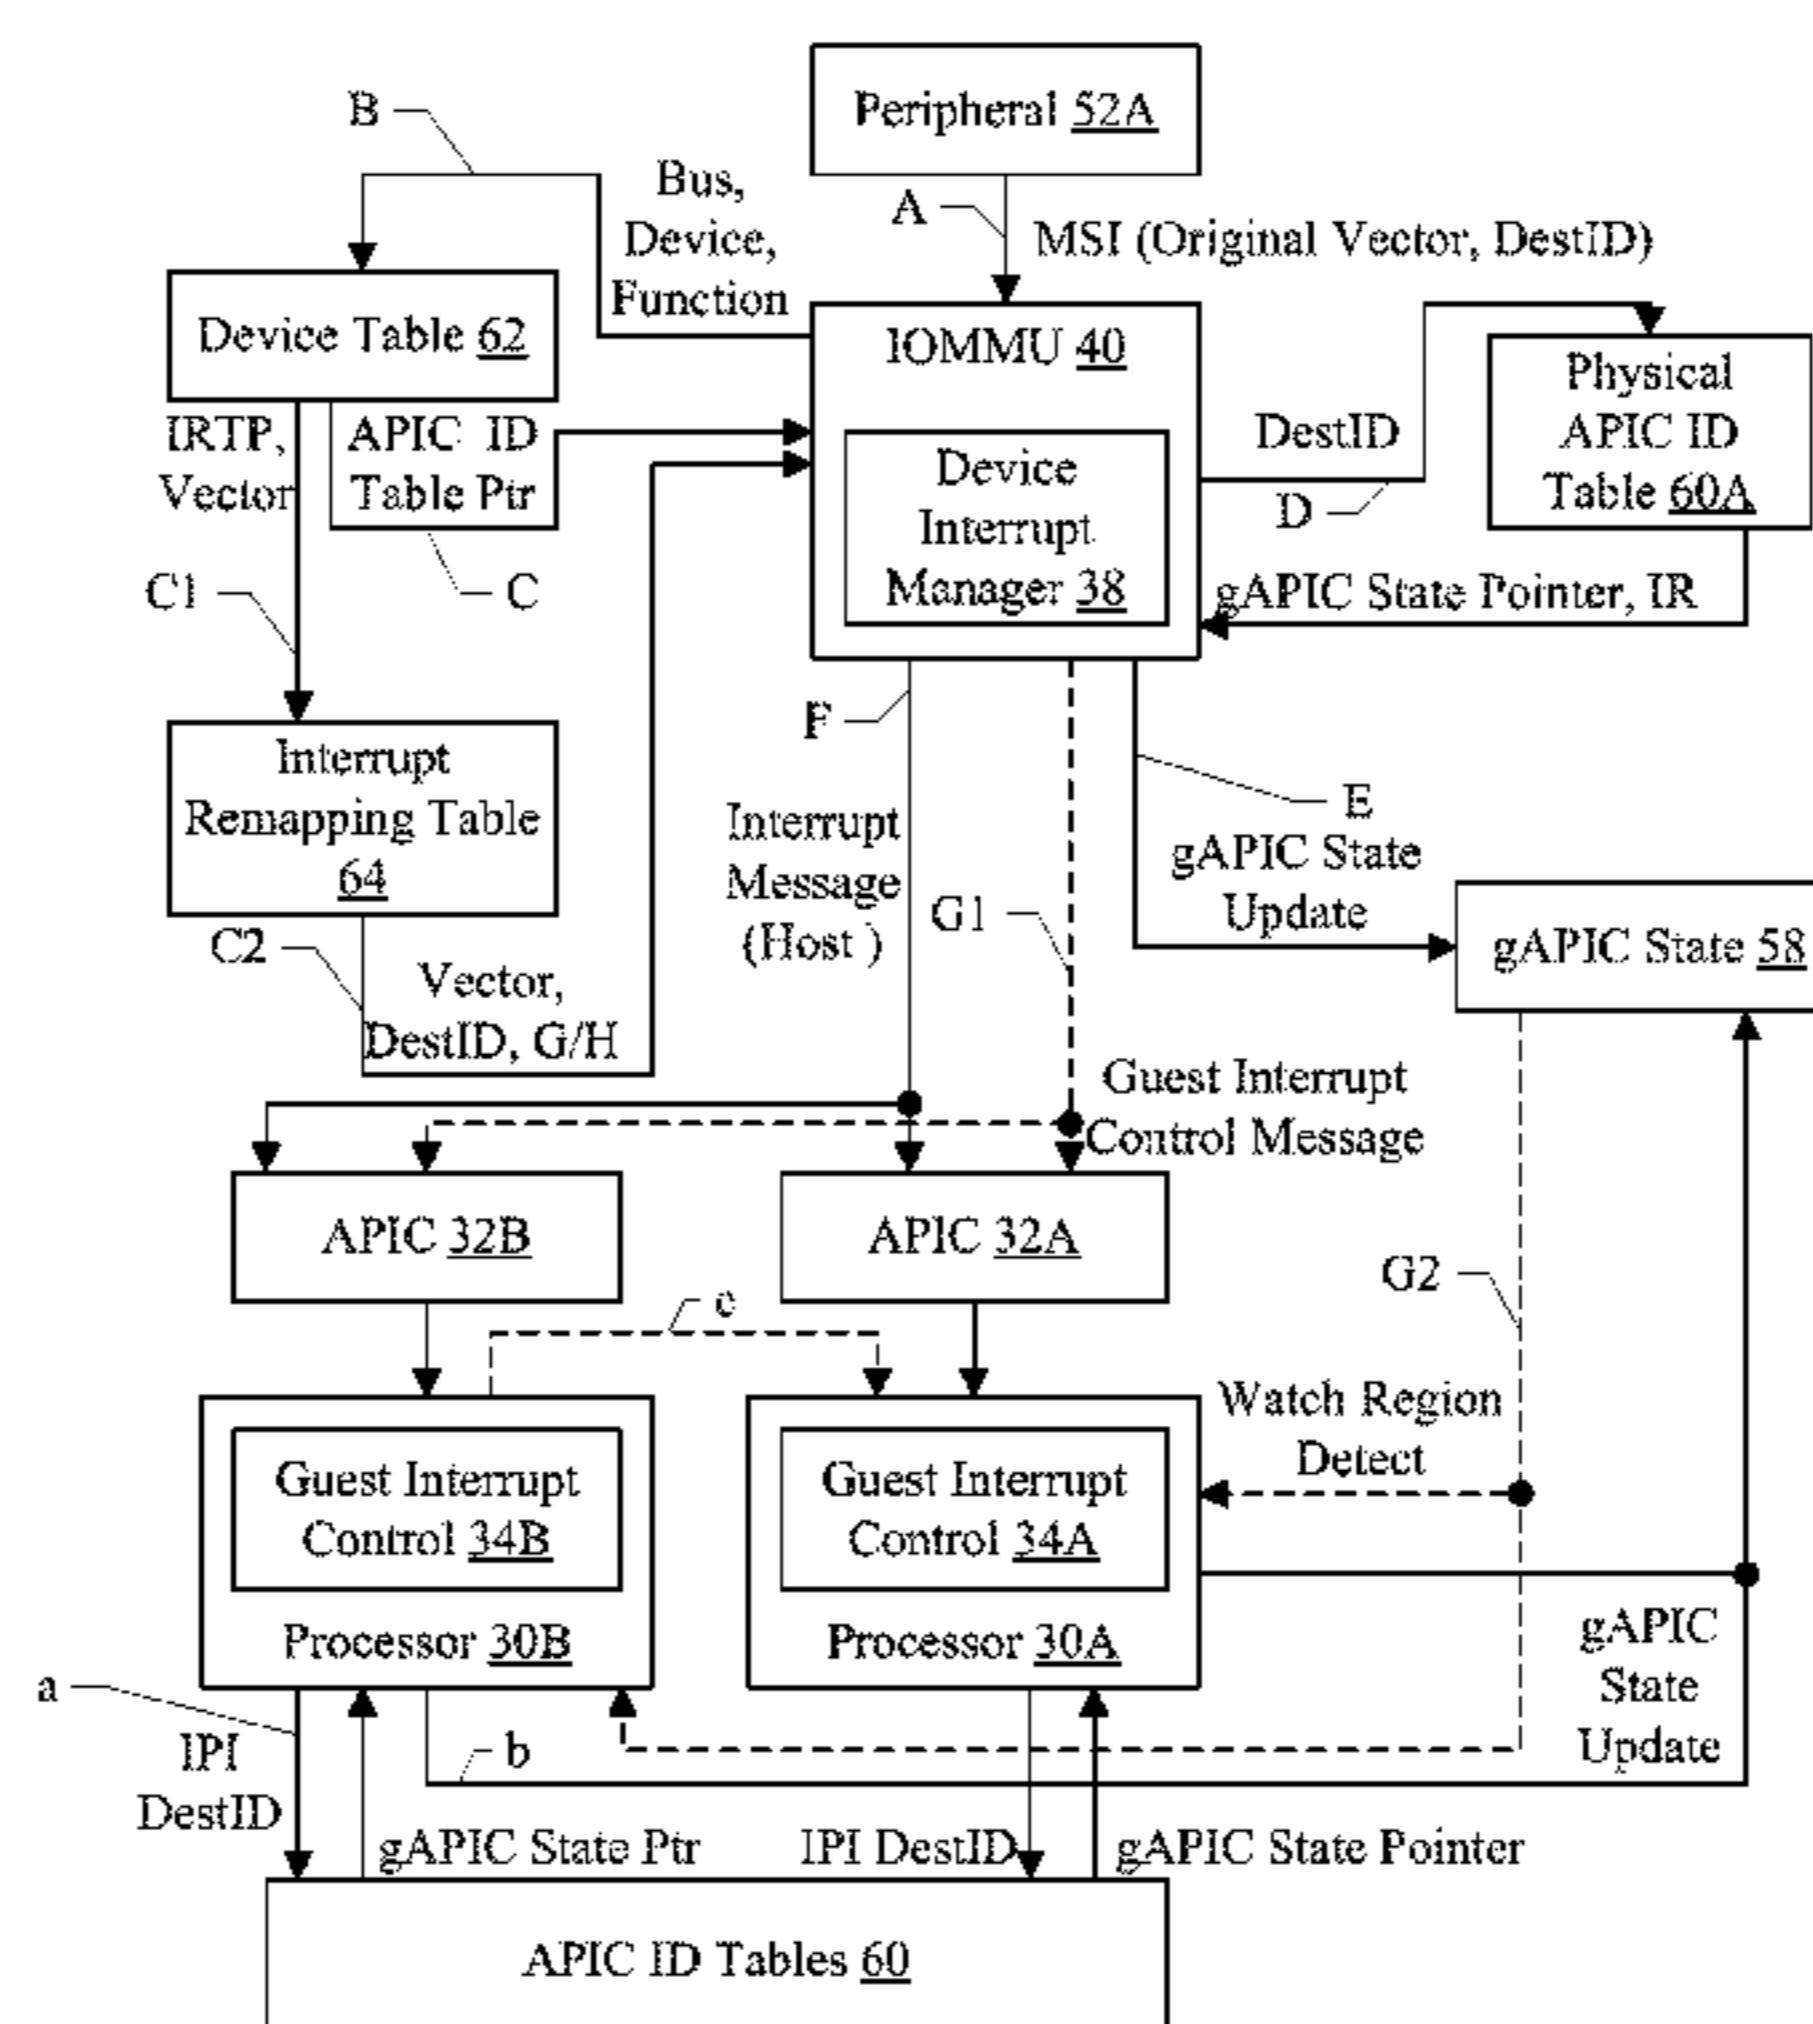 Peripheral 52A
B
Bus,
Device,
Function
A
MSI (Original Vector, DestID)
Device Table 62
IOMMU 40
Physical
APIC ID
Table 60A
IRTP,
Vector
APIC ID
Table Ptr
Device
Interrupt
Manager 38
DestID
D
C1
C
gAPIC State Pointer, IR
F
Interrupt
Remapping Table
64
E
Interrupt
Message
(Host )
gAPIC State
Update
G1
gAPIC State 58
C2
Vector,
DestID, G/H
Guest Interrupt
Control Message
APIC 32B
APIC 32A
G2
c
Watch Region
Detect
Guest Interrupt
Control 34B
Guest Interrupt
Control 34A
Processor 30B
Processor 30A
gAPIC
State
Update
a
IPI
DestID
b
gAPIC State Ptr
IPI DestID
gAPIC State Pointer
APIC ID Tables 60